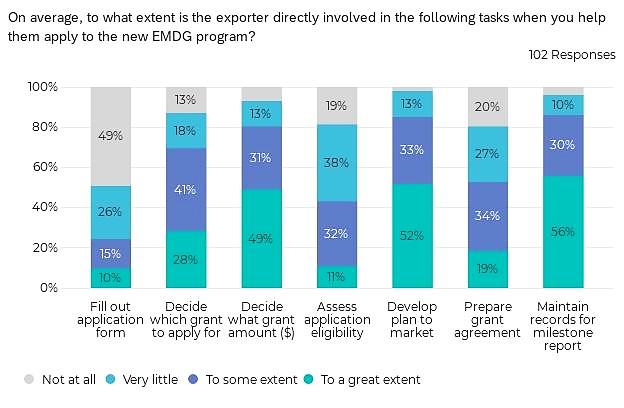 On average, to what extent is the exporter directly involved in the following tasks when you help
them apply to the new EMDG program?
102 Responses
100%
80%
60%
40%
20%
0%
49%
26%
15%
10%
13%
18%
41%
28%
13%
31%
49%
19%
38%
32%
11%
13%
33%
52%
20%
27%
34%
19%
10%
30%
56%
Fill out
application
form
Decide
which grant
to apply for
Decide
what grant
amount ($)
Assess
application
eligibility
Develop
plan to
market
Prepare
grant
agreement
Maintain
records for
milestone
report
Not at all
Very little
To some extent
To a great extent